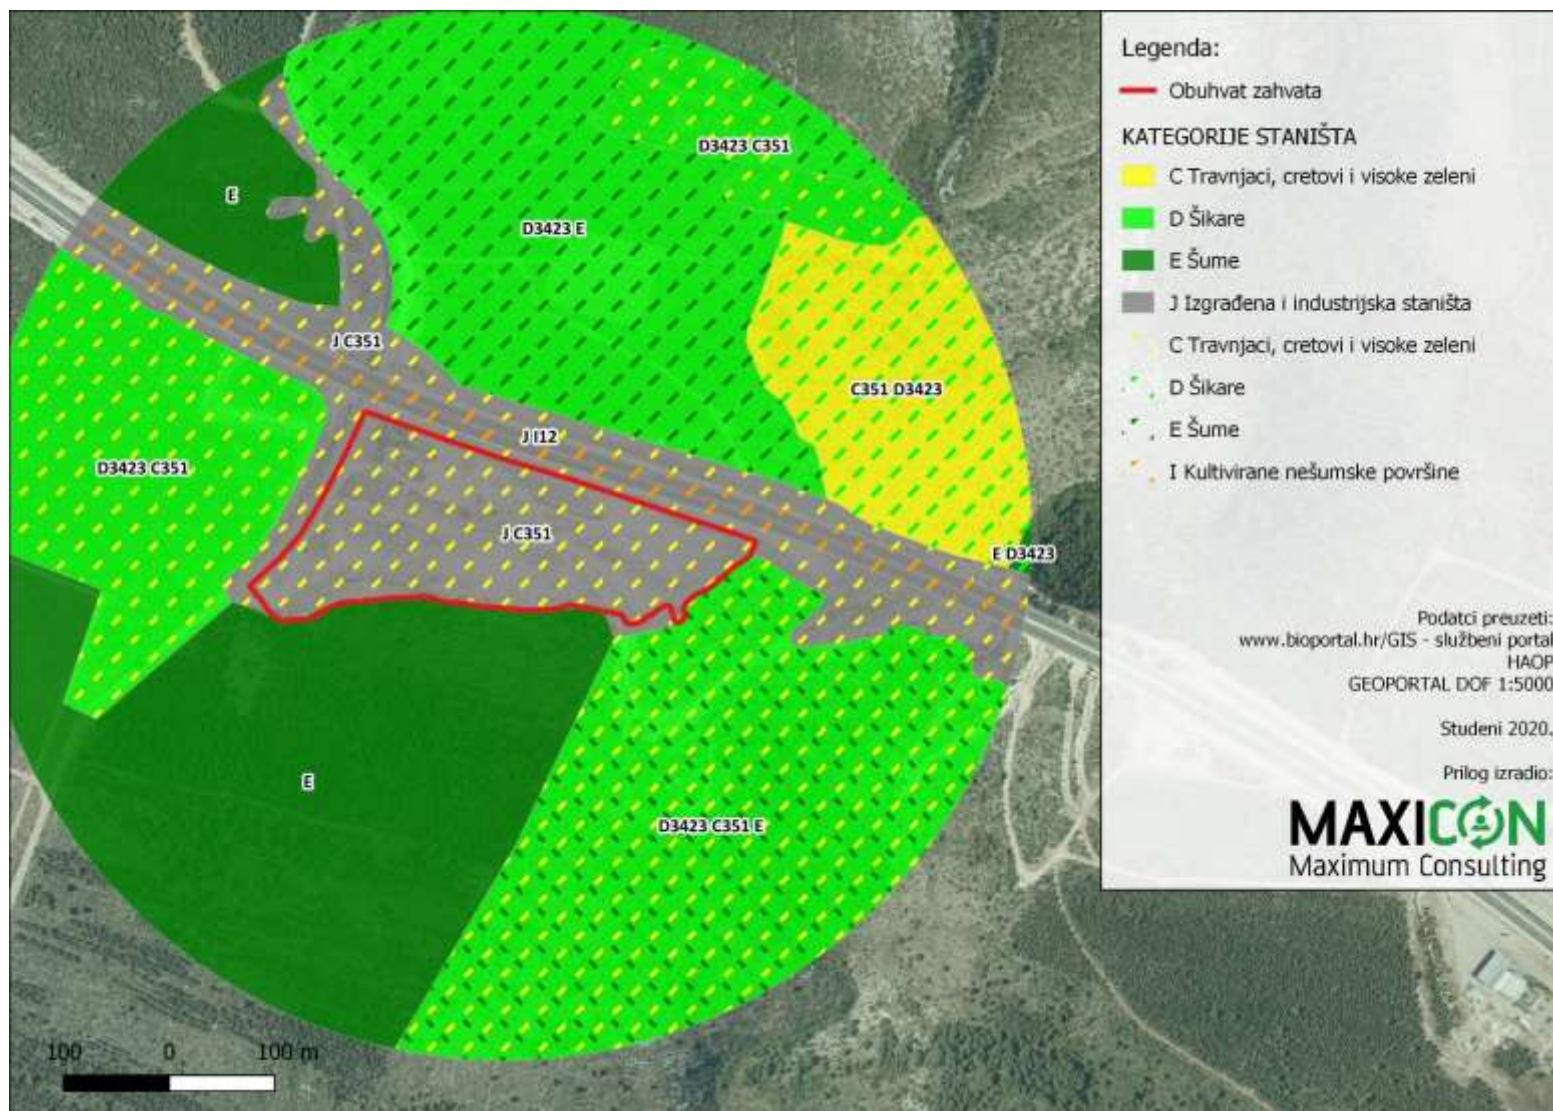 Legenda:
Obuhvat zahvata
KATEGORIJE STANIŠTA
C Travnjaci, cretovi i visoke zeleni
D Šikare
E Šume
J Izgrađena i industrijska staništa
C Travnjaci, cretovi i visoke zeleni
D Šikare
E Šume
I Kultivirane nešumske površine
Podatci preuzeti:
www.bioportal.hr/GIS - službeni portal
HAOP
GEOPORTAL DOF 1:5000
Studeni 2020.
Prilog izradio:
MAXICON
Maximum Consulting
D3423 C351
E
D3423 E
J C351
C351 D3423
J I12
D3423 C351
J C351
E D3423
E
D3423 C351 E
100 0 100 m